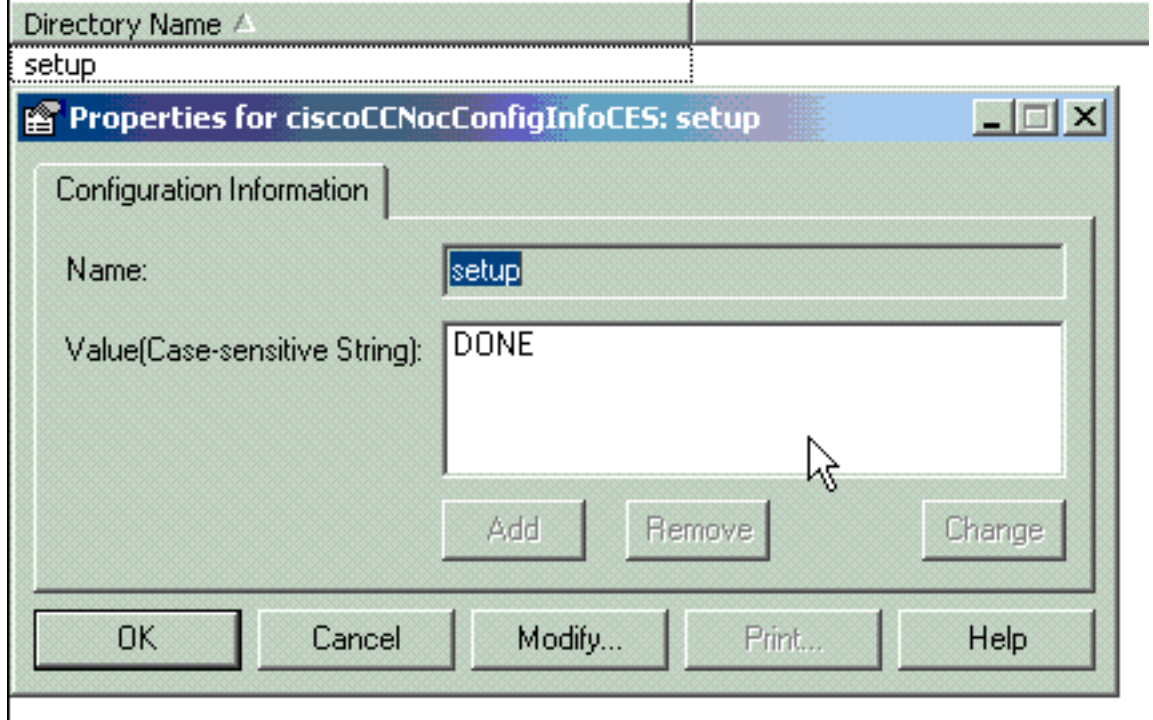 Directory Name
setup
Properties for ciscoCCNocConfigInfoCES: setup
Configuration Information
Name:
setup
Value(Case-sensitive String):
DONE
Add
Remove
Change
OK
Cancel
Modify...
Print...
Help